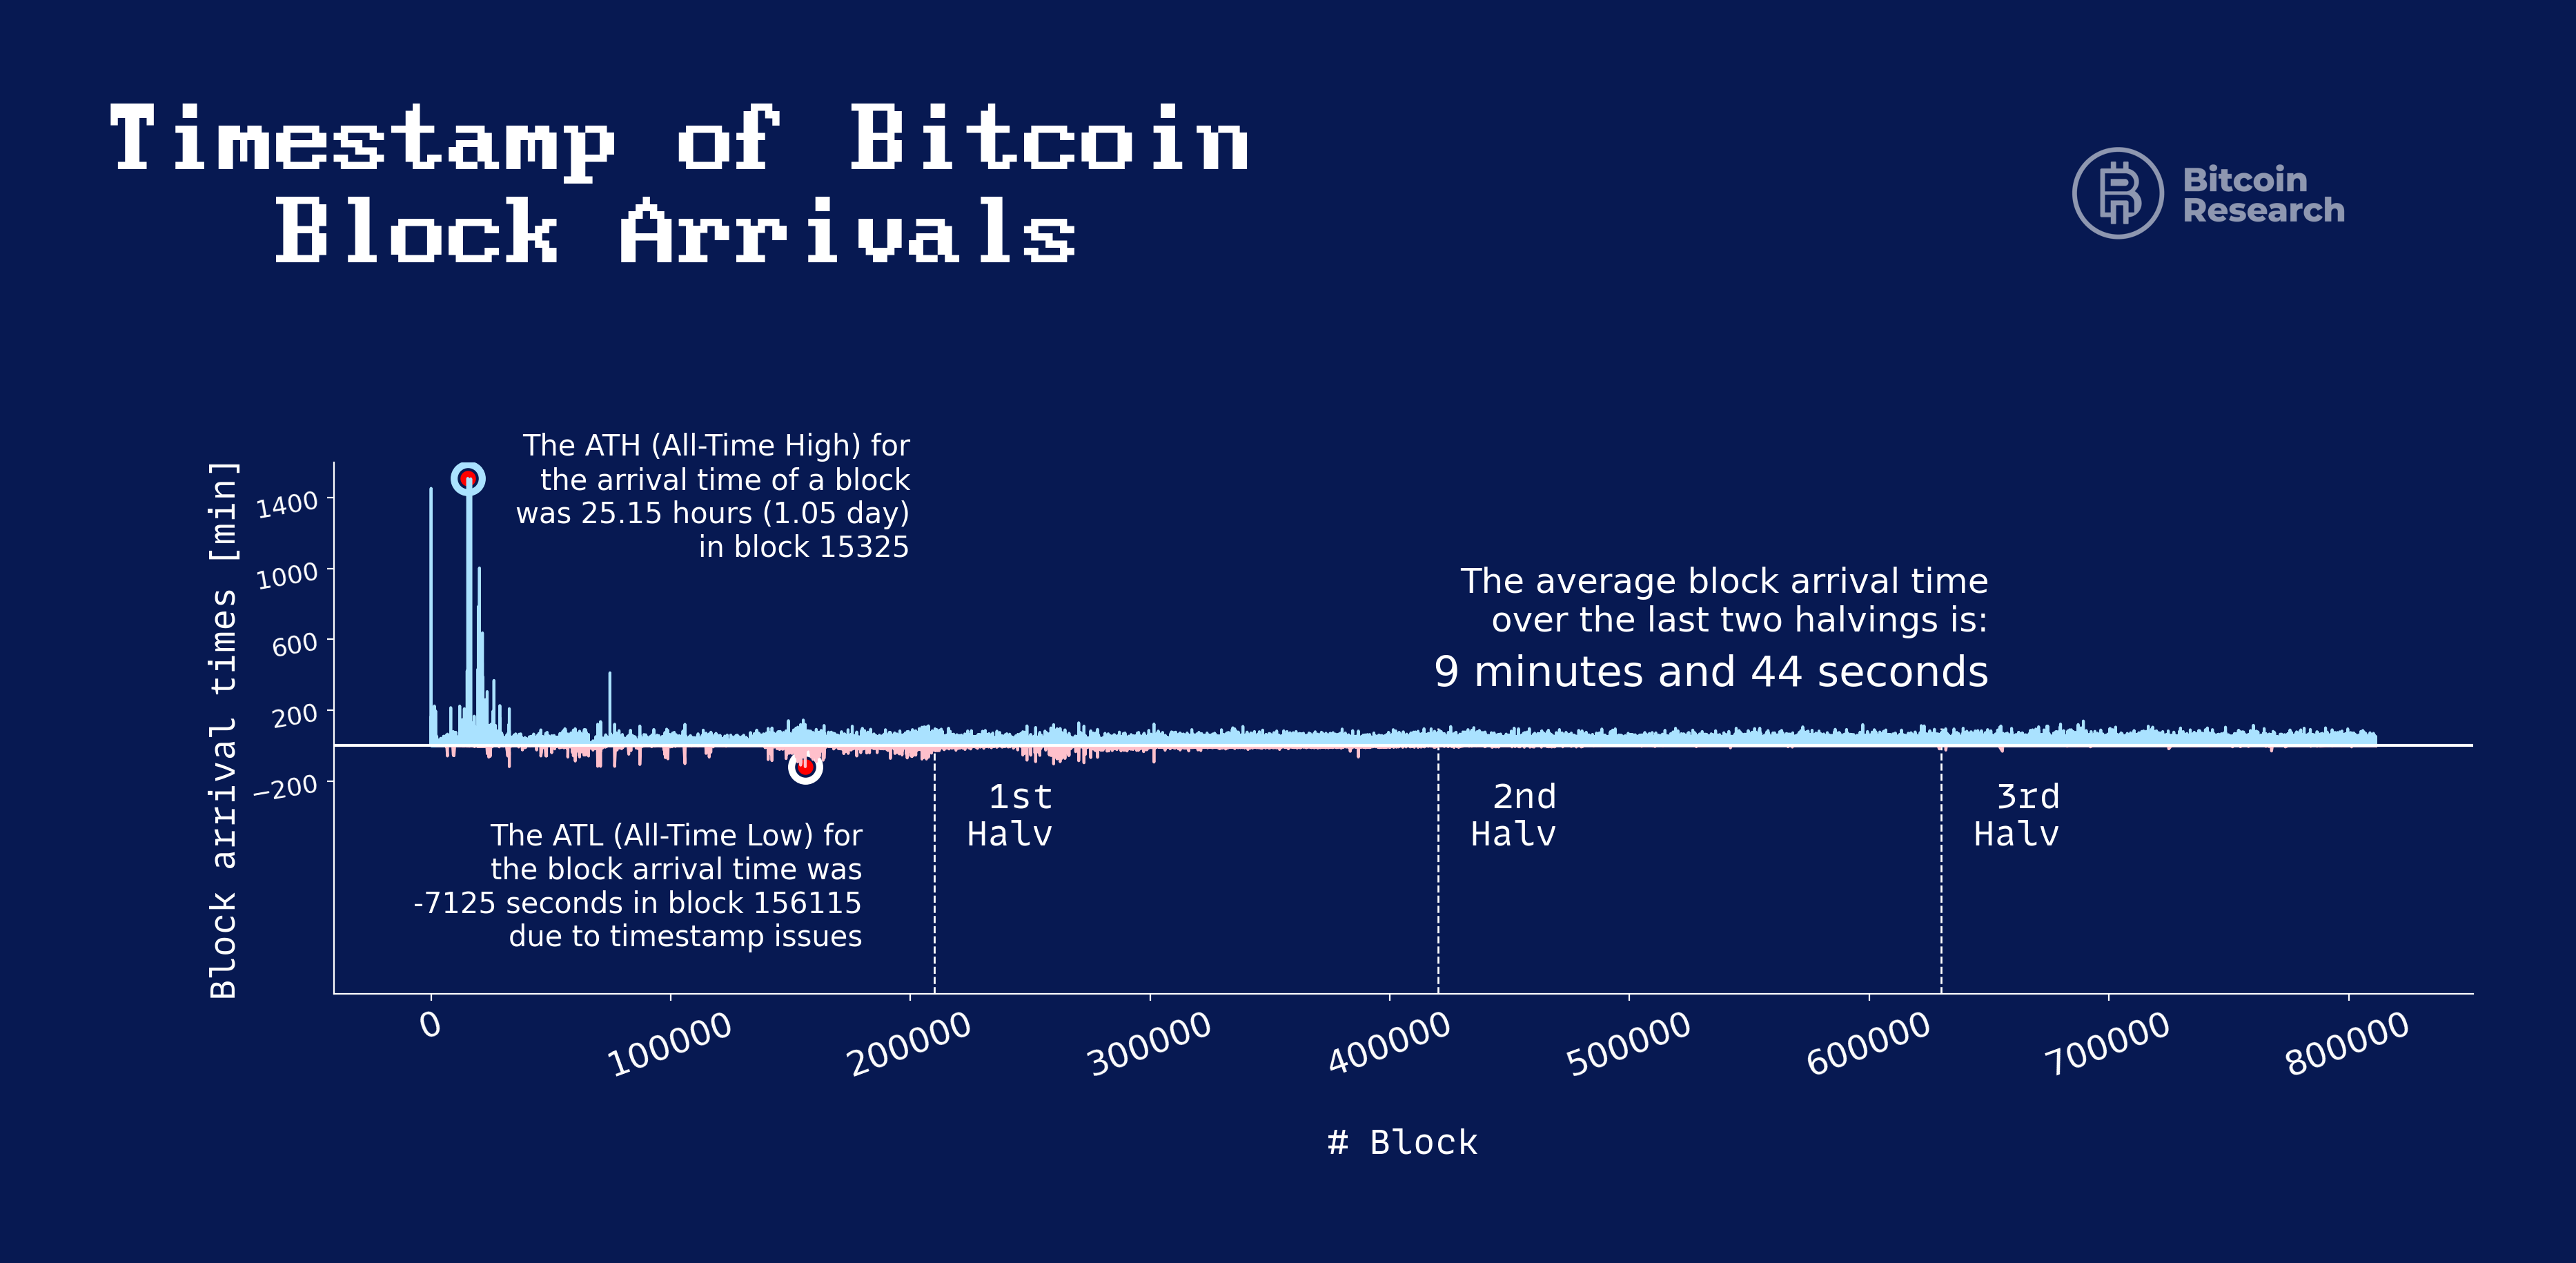 Timestamp of Bitcoin
Block Arrivals
Bitcoin
Research
The ATH (All-Time High) for
the arrival time of a block
was 25.15 hours (1.05 day)
in block 15325
The average block arrival time
over the last two halvings is:
9 minutes and 44 seconds
Block arrival times [min]
1400
1000
600
200
−200
1st
Halv
2nd
Halv
3rd
Halv
The ATL (All-Time Low) for
the block arrival time was
-7125 seconds in block 156115
due to timestamp issues
0
100000
200000
300000
400000
500000
600000
700000
800000
# Block